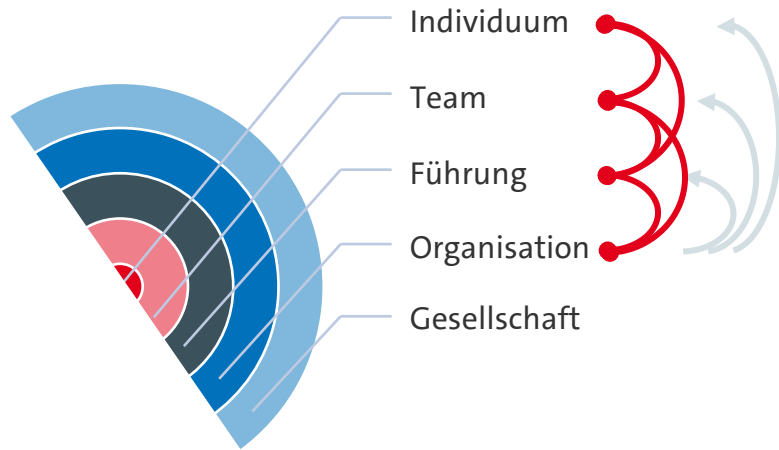 Individuum
Team
Führung
Organisation
Gesellschaft